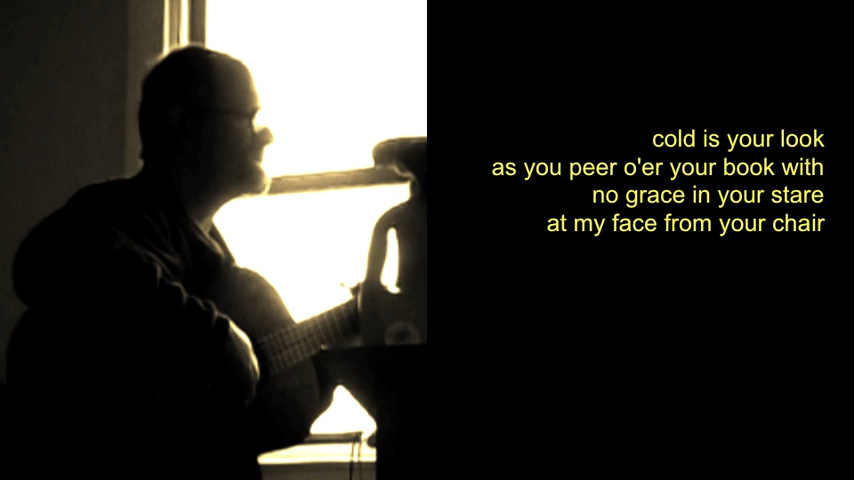 cold is your look
as you peer o'er your book with
no grace in your stare
at my face from your chair